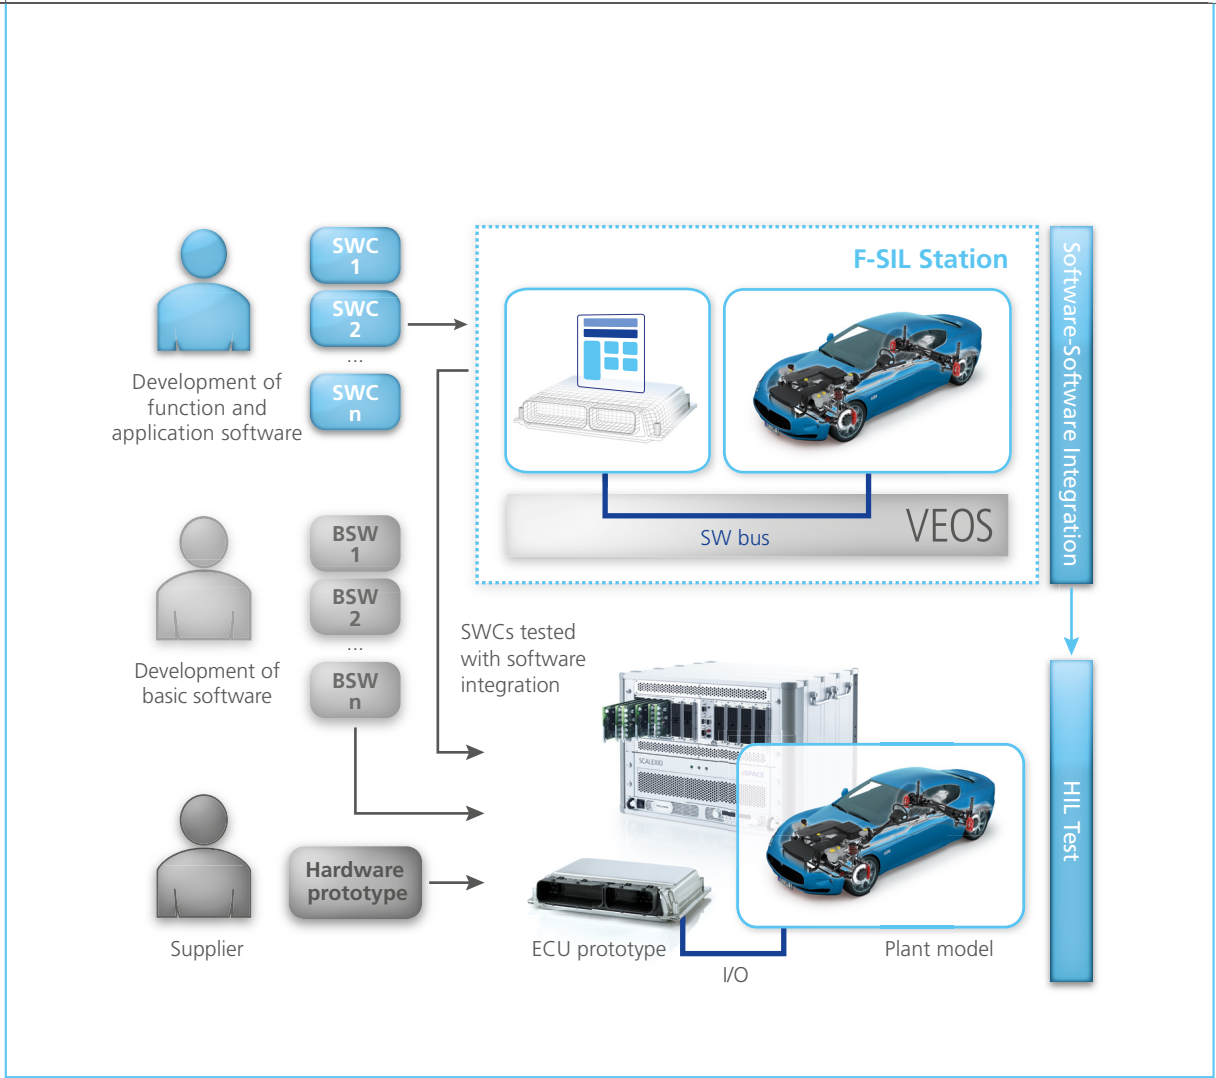 SWC
1
SWC
2
...
SWC
n
Development of
function and
application software
F-SIL Station
SW bus
VEOS
Software-Software Integration
BSW
1
BSW
2
...
BSW
n
Development of
basic software
SWCs tested
with software
integration
SCALEXIO
dSPACE
HIL Test
Hardware
prototype
Supplier
ECU prototype
I/O
Plant model